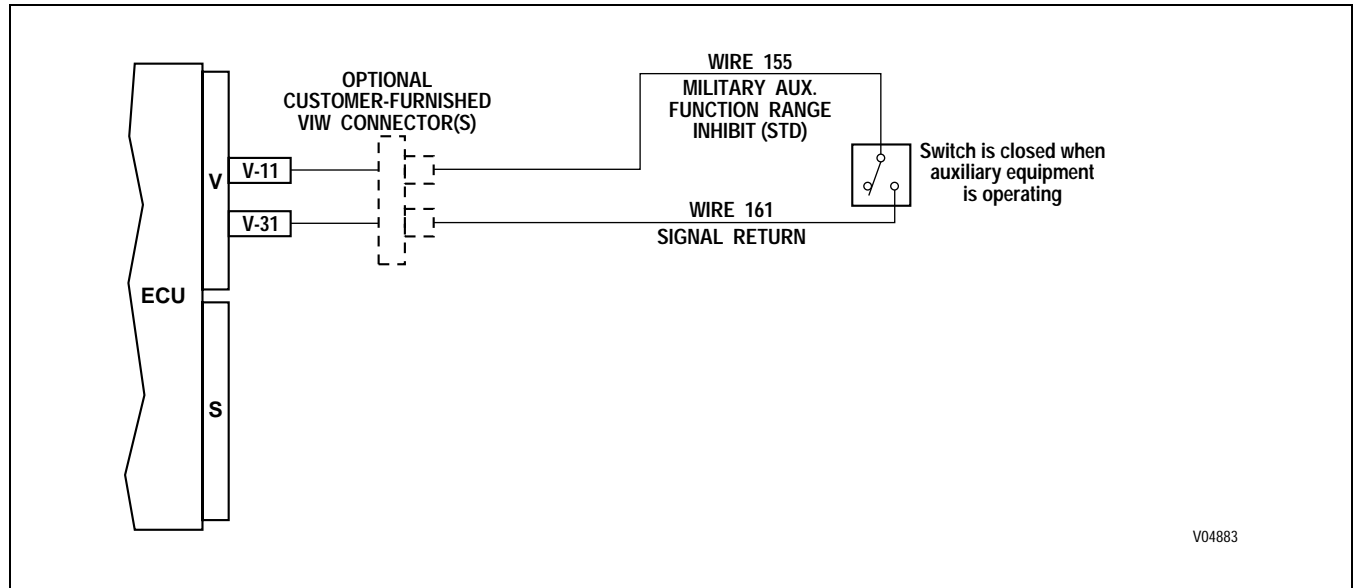 WIRE 155
MILITARY AUX.
FUNCTION RANGE
INHIBIT (STD)
OPTIONAL
CUSTOMER-FURNISHED
VIW CONNECTOR(S)
Switch is closed when
auxiliary equipment
is operating
V
V-11
V-31
WIRE 161
SIGNAL RETURN
ECU
S
V04883